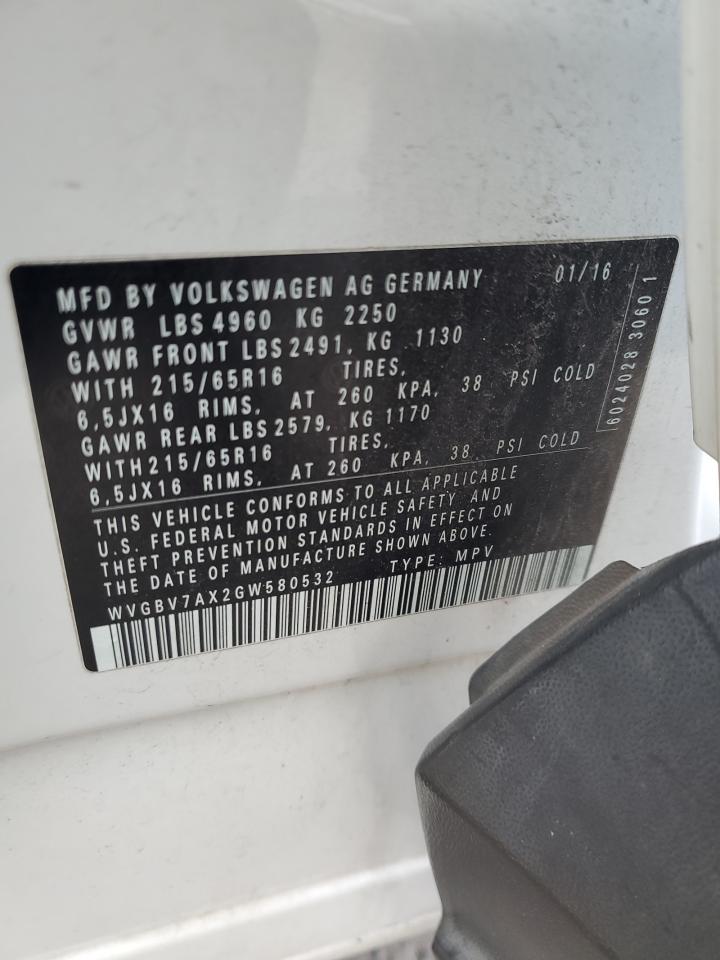 MFD BY VOLKSWAGEN AG GERMANY 01/16
GVWR LBS 4960 KG 2250
GAWR FRONT LBS 2491, KG 1130
WITH 215/65R16 TIRES,
6,5JX16 RIMS, AT 260 KPA, 38 PSI COLD
GAWR REAR LBS 2579, KG 1170
WITH 215/65R16 TIRES,
6,5JX16 RIMS, AT 260 KPA, 38 PSI COLD
THIS VEHICLE CONFORMS TO ALL APPLICABLE
U.S. FEDERAL MOTOR VEHICLE SAFETY AND
THEFT PREVENTION STANDARDS IN EFFECT ON
THE DATE OF MANUFACTURE SHOWN ABOVE.
WVGBV7AX2GW580532 TYPE: MPV
6024028 3060 1